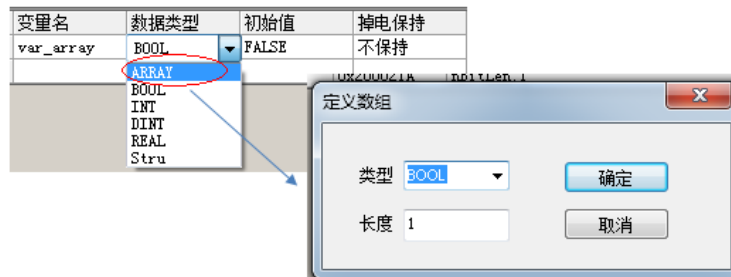 变量名 数据类型 初始值 掉电保持
var_array BOOL FALSE 不保持
ARRAY
BOOL
INT
DINT
REAL
Stru
定义数组
类型 BOOL 确定
长度 1 取消